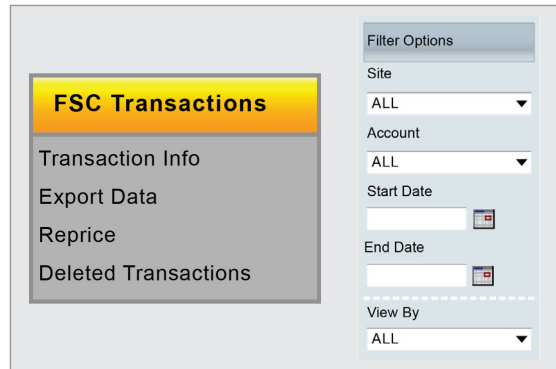 FSC Transactions
Transaction Info
Export Data
Reprice
Deleted Transactions
Filter Options
Site
ALL
Account
ALL
Start Date
End Date
View By
ALL